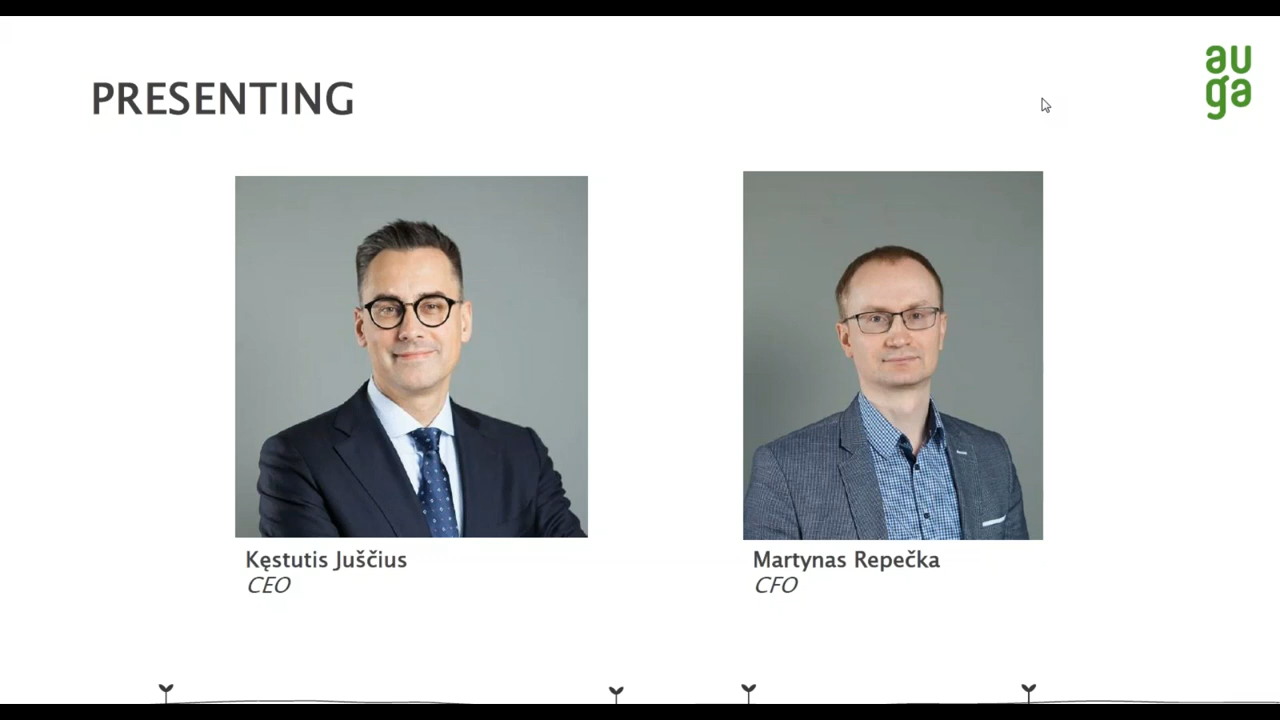 PRESENTING
au
ga
Kęstutis Juščius
CEO
Martynas Repečka
CFO